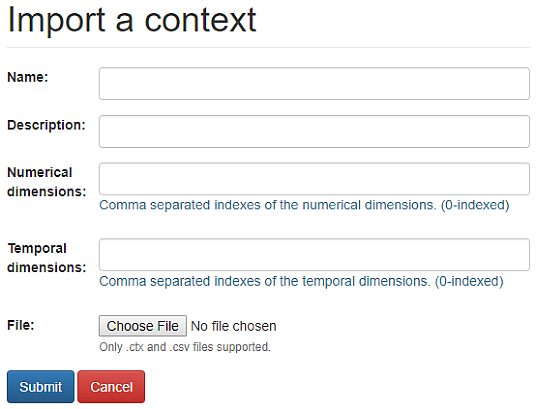 Import a context
Name:
Description:
Numerical
dimensions:
Comma separated indexes of the numerical dimensions. (0-indexed)
Temporal
dimensions:
Comma separated indexes of the temporal dimensions. (0-indexed)
File: Choose File No file chosen
Only .ctx and .csv files supported.
Submit Cancel